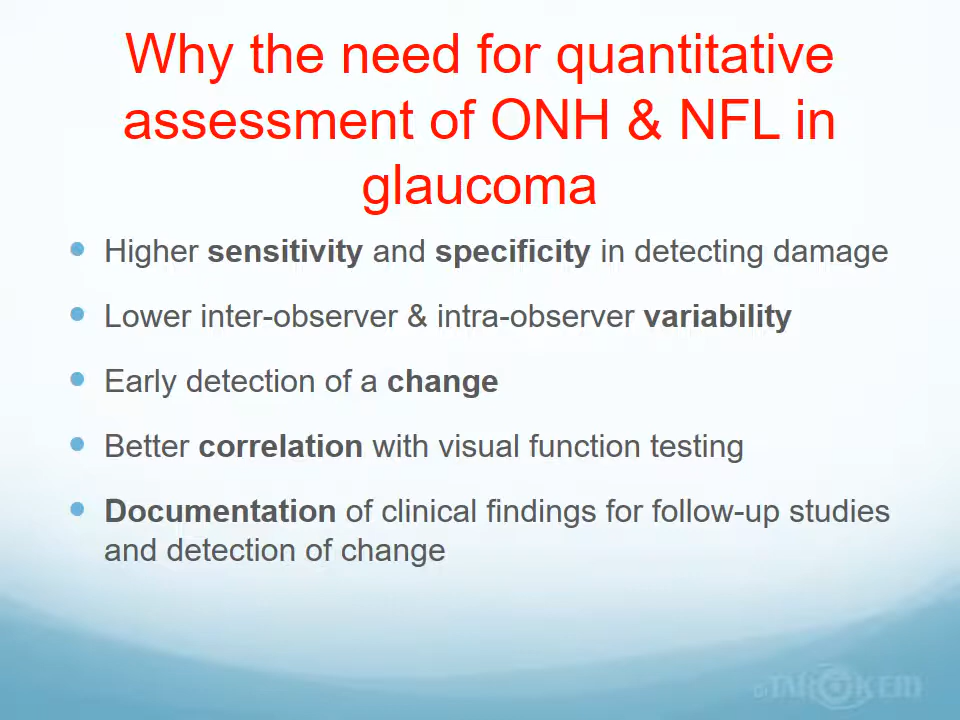 Why the need for quantitative
assessment of ONH & NFL in
glaucoma
Higher sensitivity and specificity in detecting damage
Lower inter-observer & intra-observer variability
Early detection of a change
Better correlation with visual function testing
Documentation of clinical findings for follow-up studies
and detection of change